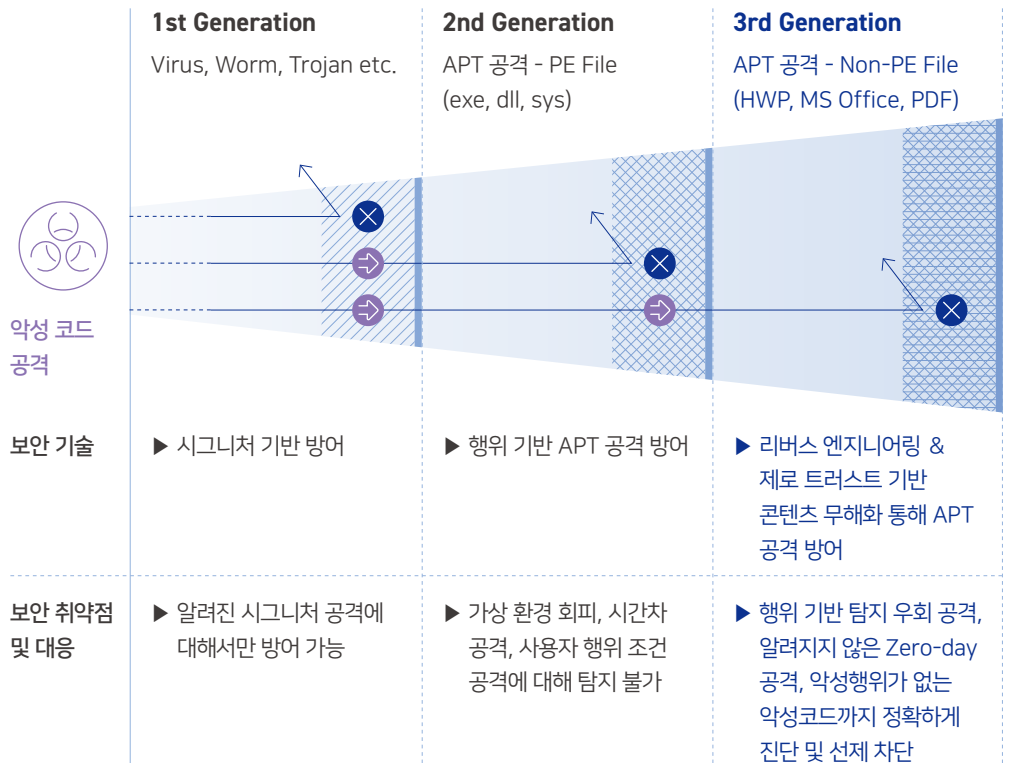 1st Generation
Virus, Worm, Trojan etc.
2nd Generation
APT 공격 - PE File
(exe, dll, sys)
3rd Generation
APT 공격 - Non-PE File
(HWP, MS Office, PDF)
악성 코드
공격
보안 기술
▶ 시그니처 기반 방어
▶ 행위 기반 APT 공격 방어
▶ 리버스 엔지니어링 &
제로 트러스트 기반
콘텐츠 무해화 통해 APT
공격 방어
보안 취약점
및 대응
▶ 알려진 시그니처 공격에
대해서만 방어 가능
▶ 가상 환경 회피, 시간차
공격, 사용자 행위 조건
공격에 대해 탐지 불가
▶ 행위 기반 탐지 우회 공격,
알려지지 않은 Zero-day
공격, 악성행위가 없는
악성코드까지 정확하게
진단 및 선제 차단